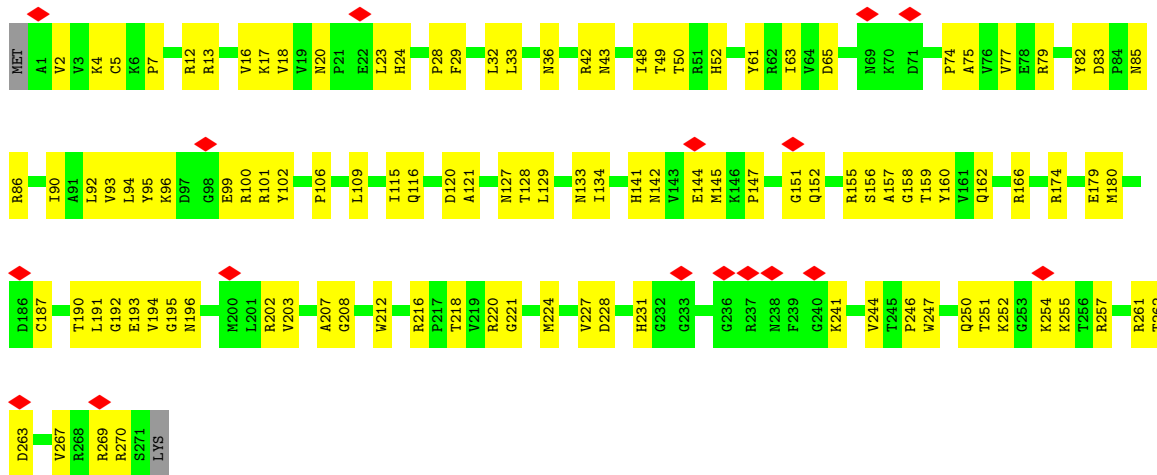 MET A1 V2 V3 K4 C5 K6 P7 R12 R13 V16 K17 V18 V19 N20 P21 E22 L23 H24 P28 F29 L32 L33 N36 R42 N43 I48 T49 T50 R51 H52 Y61 R62 I63 V64 D65 N69 K70 D71 P74 A75 V76 V77 E78 R79 Y82 D83 P84 N85
R86 I90 A91 L92 V93 L94 Y95 K96 D97 G98 E99 R100 R101 Y102 P106 L109 I115 Q116 D120 A121 N127 T128 L129 N133 I134 H141 N142 V143 E144 M145 K146 P147 G151 Q152 R155 S156 A157 G158 T159 Y160 V161 Q162 R166 R174 E179 M180
D186 C187 T190 L191 G192 E193 V194 G195 N196 M200 L201 R202 V203 A207 G208 W212 R216 P217 T218 V219 R220 G221 M224 V227 D228 H231 G232 G233 G236 R237 N238 F239 G240 K241 V244 T245 P246 W247 Q250 T251 K252 G253 K254 K255 T256 R257 R261 T262
D263 V267 R268 R269 R270 S271 LYS